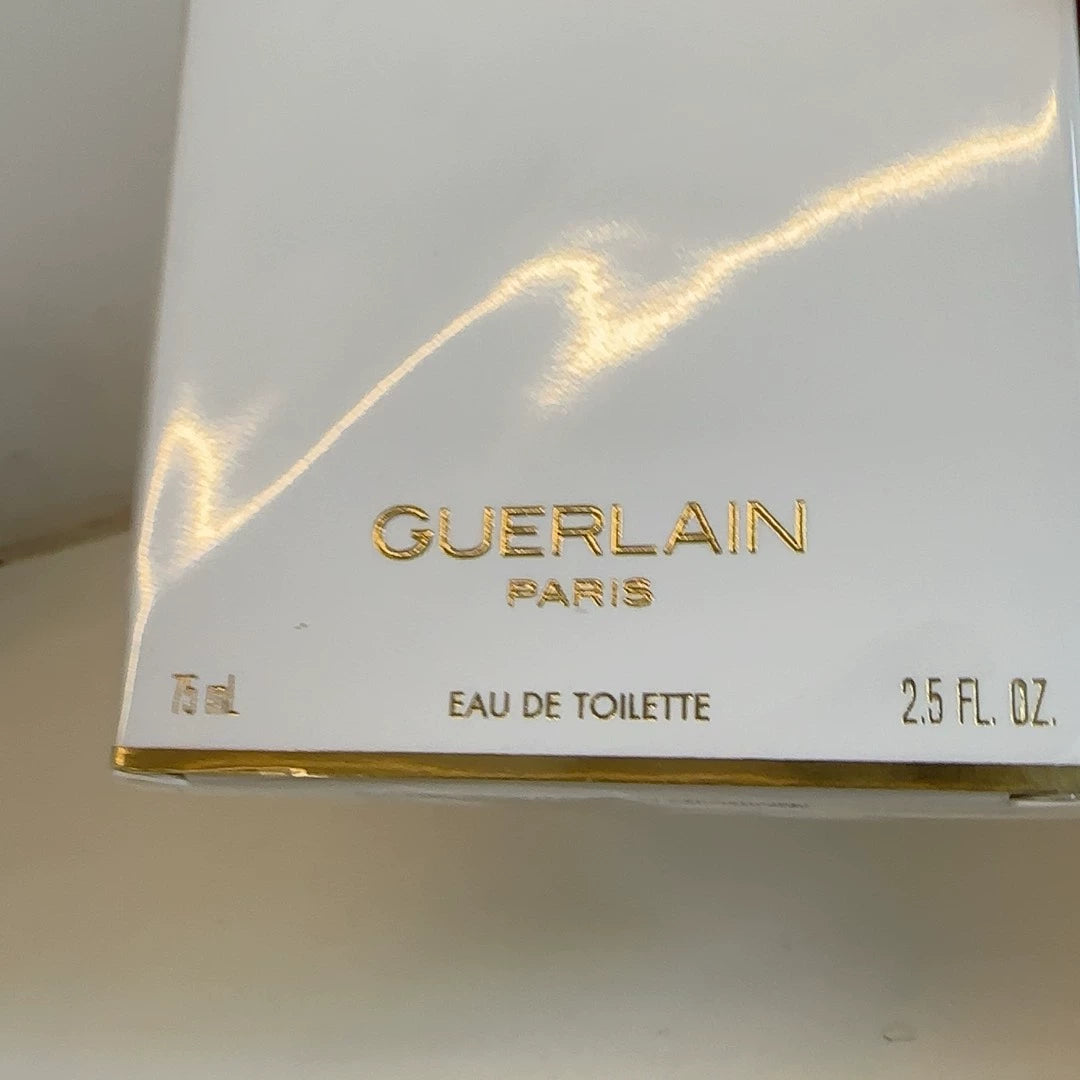 GUERLAIN
PARIS
75 mL EAU DE TOILETTE 2.5 FL. OZ.